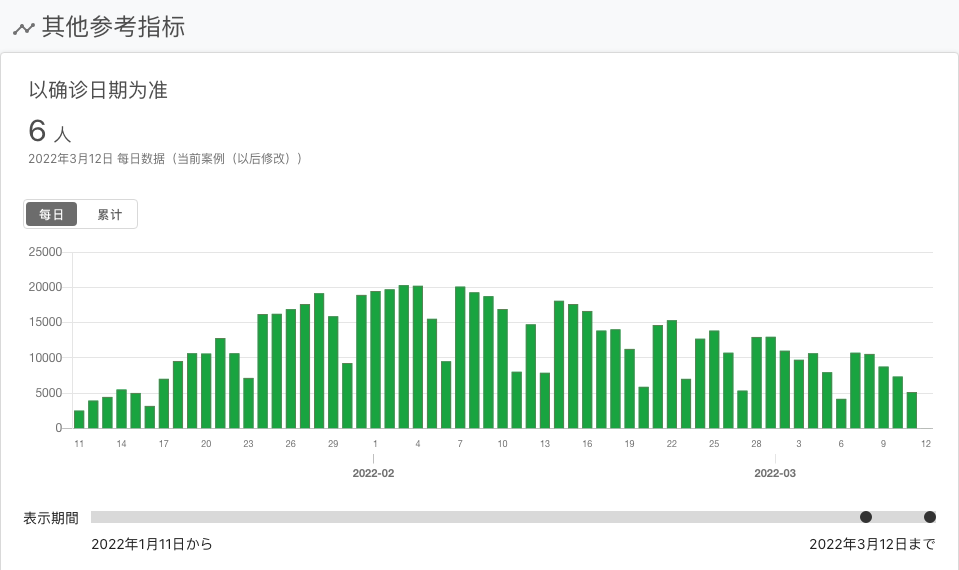 其他参考指标
以确诊日期为准
6 人
2022年3月12日 每日数据（当前案例（以后修改））
每日 累计
25000
20000
15000
10000
5000
0
11 14 17 20 23 26 29 1 4 7 10 13 16 19 22 25 28 3 6 9 12
2022-02 2022-03
表示期間
2022年1月11日から 2022年3月12日まで